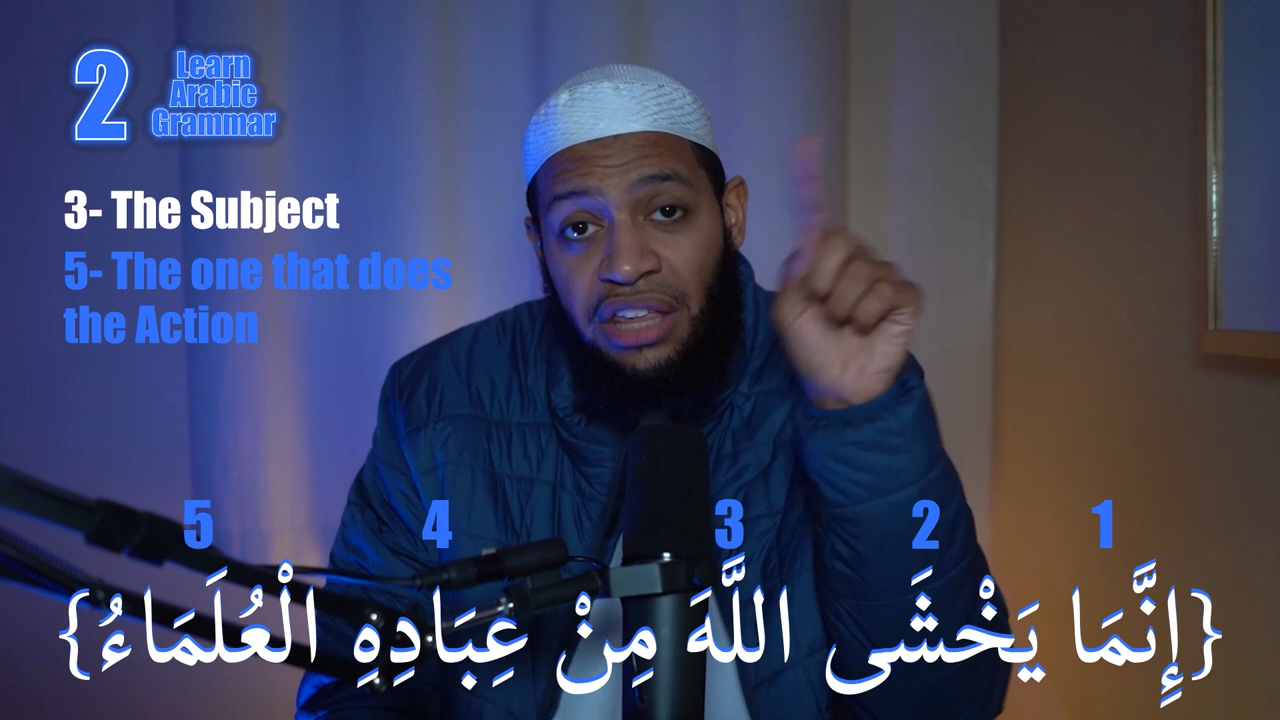 2
Learn
Arabic
Grammar
3- The Subject
5- The one that does
the Action
5 4 3 2 1
{إِنَّمَا يَخْشَى اللَّهَ مِنْ عِبَادِهِ الْعُلَمَاءُ}